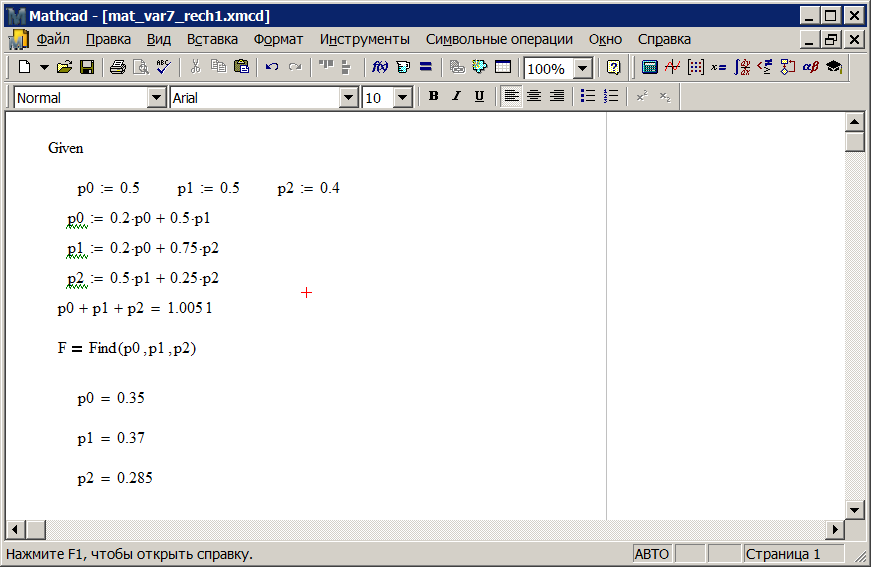 Mathcad - [mat_var7_rech1.xmcd]
Файл Правка Вид Вставка Формат Инструменты Символьные операции Окно Справка
100%
Normal Arial 10 B I U
Given
p0 := 0.5 p1 := 0.5 p2 := 0.4
p0 := 0.2·p0 + 0.5·p1
p1 := 0.2·p0 + 0.75·p2
p2 := 0.5·p1 + 0.25·p2
p0 + p1 + p2 = 1.0051
F = Find(p0 ,p1 ,p2)
p0 = 0.35
p1 = 0.37
p2 = 0.285
Нажмите F1, чтобы открыть справку. АВТО Страница 1